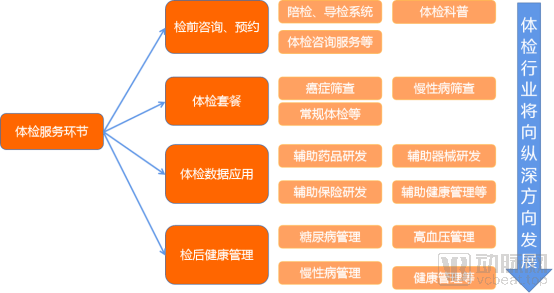 体检服务环节
检前咨询、预约
陪检、导检系统
体检科普
体检咨询服务等
体检套餐
癌症筛查
慢性病筛查
常规体检等
体检数据应用
辅助药品研发
辅助器械研发
辅助保险研发
辅助健康管理等
检后健康管理
糖尿病管理
高血压管理
慢性病管理
健康管理等
体检行业将向纵深方向发展
动脉网
vcbeat.top